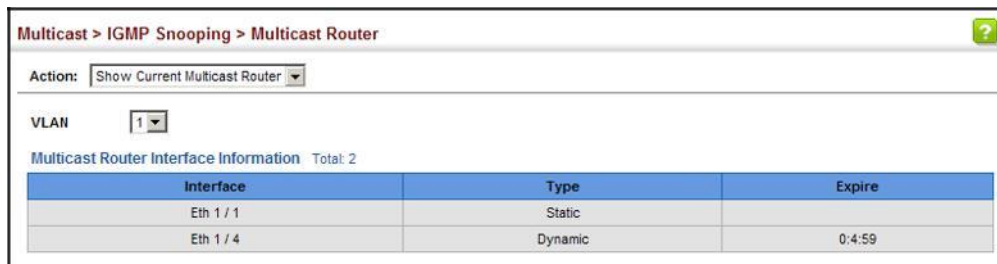 Multicast > IGMP Snooping > Multicast Router
?
Action: Show Current Multicast Router
VLAN 1
Multicast Router Interface Information Total: 2
Interface Type Expire
Eth 1 / 1 Static
Eth 1 / 4 Dynamic 0:4:59